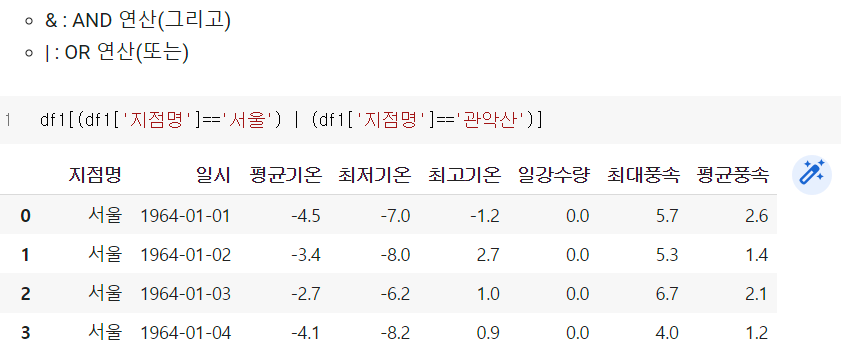 & : AND 연산(그리고)
| : OR 연산(또는)
1 df1[(df1['지점명']=='서울') | (df1['지점명']=='관악산')]
지점명 일시 평균기온 최저기온 최고기온 일강수량 최대풍속 평균풍속
0 서울 1964-01-01 -4.5 -7.0 -1.2 0.0 5.7 2.6
1 서울 1964-01-02 -3.4 -8.0 2.7 0.0 5.3 1.4
2 서울 1964-01-03 -2.7 -6.2 1.0 0.0 6.7 2.1
3 서울 1964-01-04 -4.1 -8.2 0.9 0.0 4.0 1.2